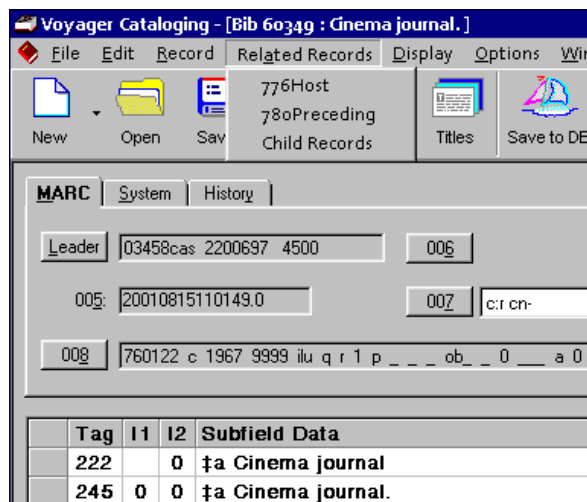 Voyager Cataloging - [Bib 60349 : Cinema journal. ]
File Edit Record Related Records Display Options
776Host
780Preceding
Child Records
New Open Titles Save to
MARC System History
Leader 03458cas 2200697 4500 006
005: 20010815110149.0 007 c:r cn-
008 760122 c 1967 9999 ilu q r 1 p _ _ _ ob_ _ 0 ___ a 0
Tag I1 I2 Subfield Data
222 0 ‡a Cinema journal
245 0 0 ‡a Cinema journal.